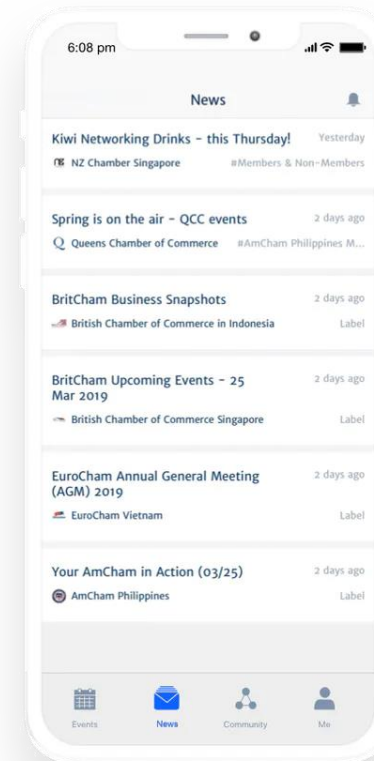 6:08 pm
News
Kiwi Networking Drinks - this Thursday! Yesterday
NZ Chamber Singapore #Members & Non-Members
Spring is on the air - QCC events 2 days ago
Q Queens Chamber of Commerce #AmCham Philippines M...
BritCham Business Snapshots 2 days ago
British Chamber of Commerce in Indonesia Label
BritCham Upcoming Events - 25 2 days ago
Mar 2019
British Chamber of Commerce Singapore Label
EuroCham Annual General Meeting 2 days ago
(AGM) 2019
EuroCham Vietnam Label
Your AmCham in Action (03/25) 2 days ago
AmCham Philippines Label
Events News Community Me